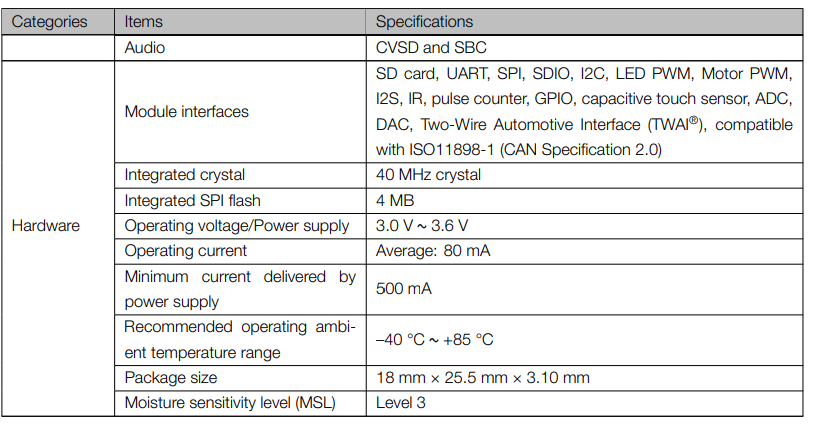 Categories Items Specifications
Audio CVSD and SBC
SD card, UART, SPI, SDIO, I2C, LED PWM, Motor PWM,
I2S, IR, pulse counter, GPIO, capacitive touch sensor, ADC,
Module interfaces
DAC, Two-Wire Automotive Interface (TWAI®), compatible
with ISO11898-1 (CAN Specification 2.0)
Integrated crystal 40 MHz crystal
Integrated SPI flash 4 MB
Hardware Operating voltage/Power supply 3.0 V ~ 3.6 V
Operating current Average: 80 mA
Minimum current delivered by
power supply
500 mA
Recommended operating ambi-
ent temperature range
–40 °C ~ +85 °C
Package size 18 mm × 25.5 mm × 3.10 mm
Moisture sensitivity level (MSL) Level 3